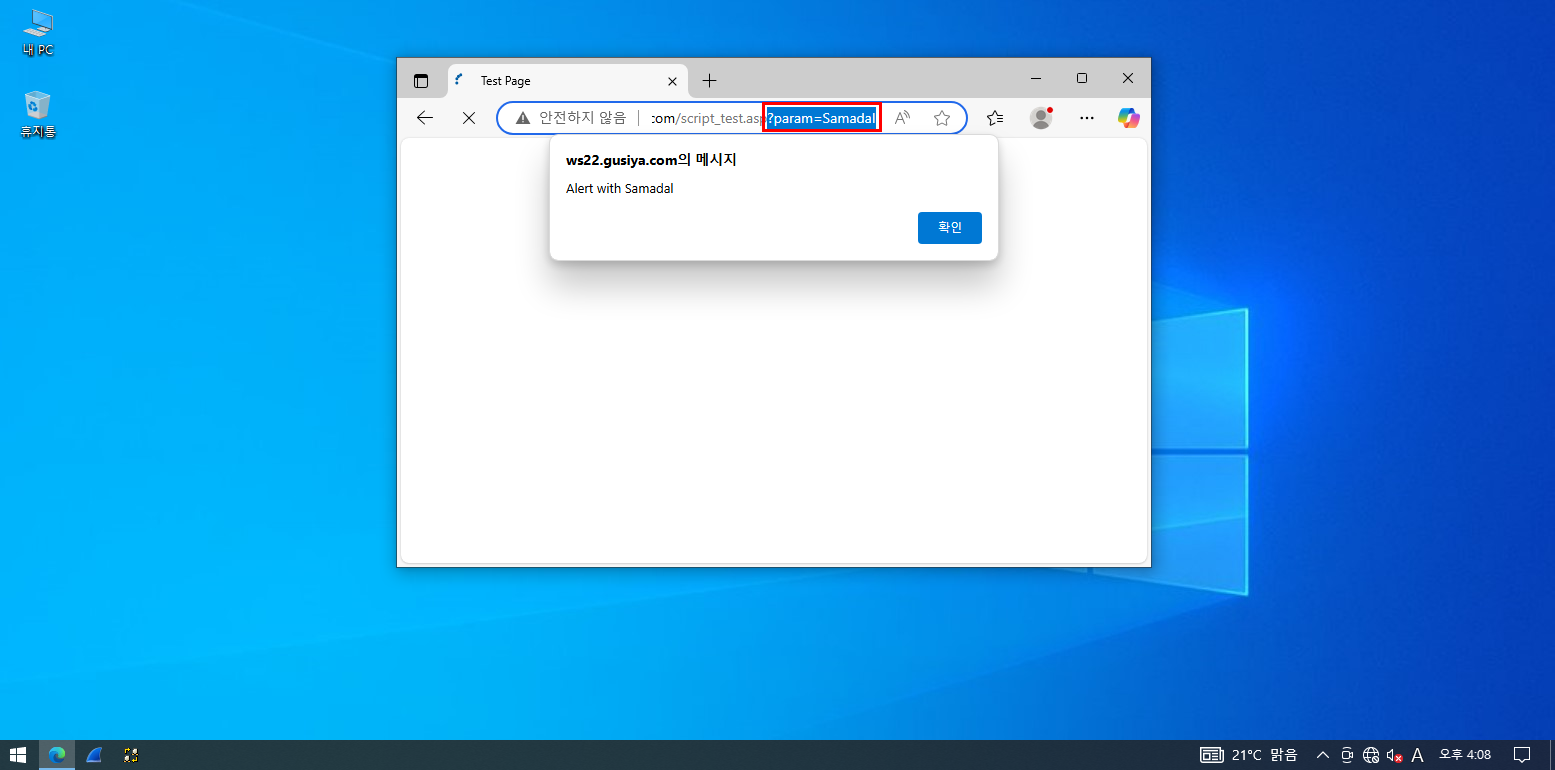 내 PC
휴지통
Test Page
안전하지 않음
com/script_test.asp?param=Samadal
ws22.gusiya.com의 메시지
Alert with Samadal
확인
21°C 맑음
A
오후 4:08